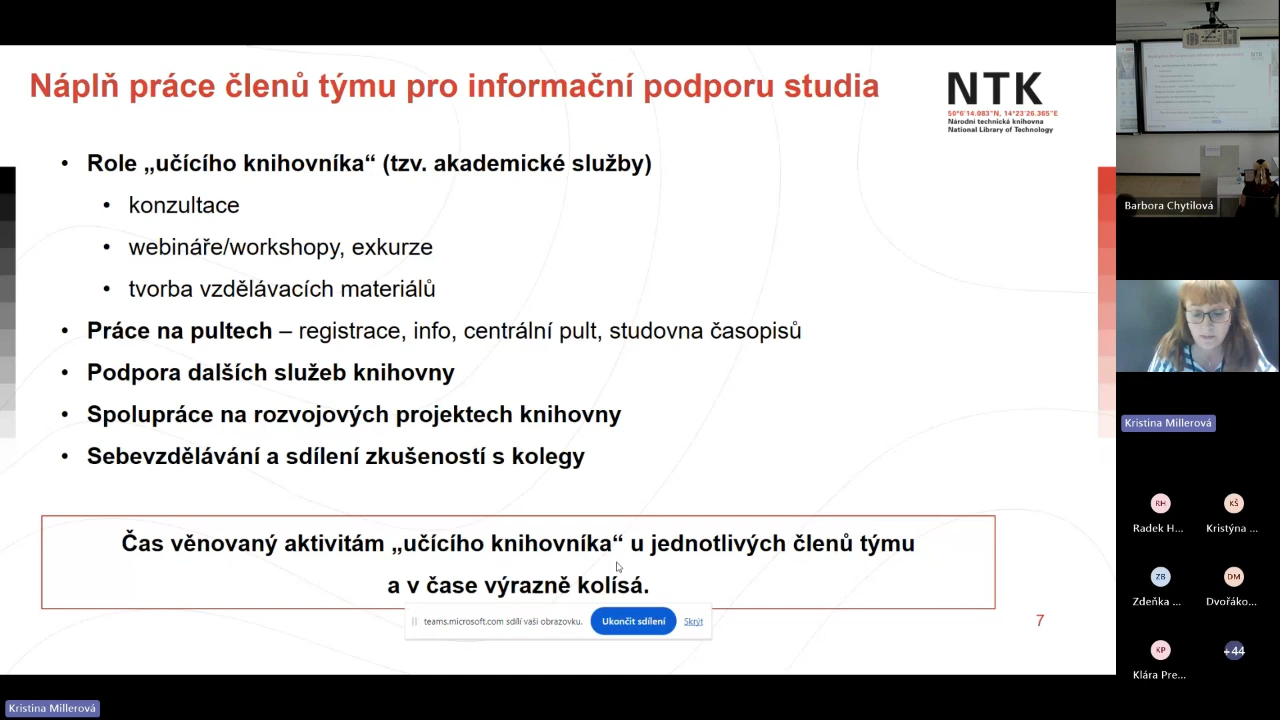 Náplň práce členů týmu pro informační podporu studia
NTK
50°6'14.083"N, 14°23'26.365"E
Národní technická knihovna
National Library of Technology
• Role „učícího knihovníka“ (tzv. akademické služby)
• konzultace
• webináře/workshopy, exkurze
• tvorba vzdělávacích materiálů
• Práce na pultech – registrace, info, centrální pult, studovna časopisů
• Podpora dalších služeb knihovny
• Spolupráce na rozvojových projektech knihovny
• Sebevzdělávání a sdílení zkušeností s kolegy
Čas věnovaný aktivitám „učícího knihovníka“ u jednotlivých členů týmu
a v čase výrazně kolísá.
teams.microsoft.com sdílí vaši obrazovku. Ukončit sdílení Skrýt
7
Kristina Millerová
Barbora Chytilová
Kristina Millerová
RH KŠ
Radek H... Kristýna ...
ZB DM
Zdeňka ... Dvořáko...
KP +44
Klára Pre...